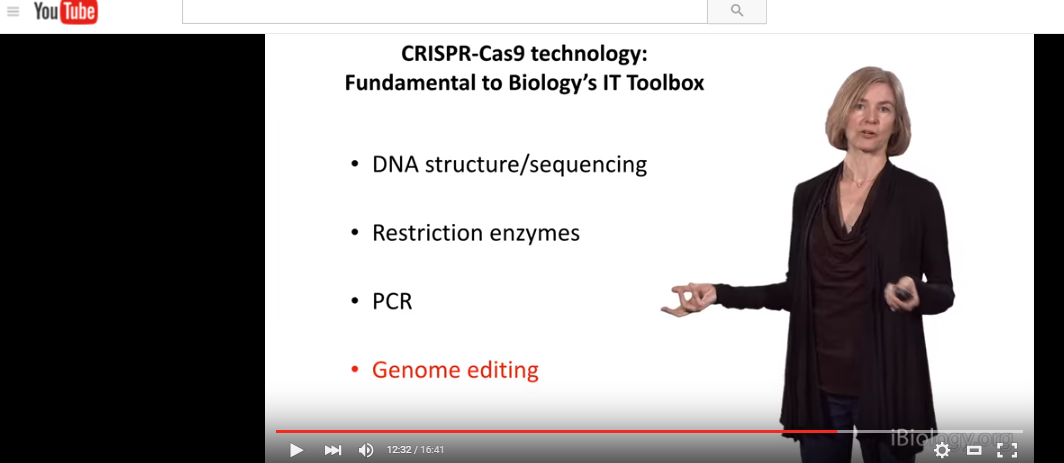 YouTube
CRISPR-Cas9 technology:
Fundamental to Biology's IT Toolbox
• DNA structure/sequencing
• Restriction enzymes
• PCR
• Genome editing
iBiology.org
12:32 / 16:41